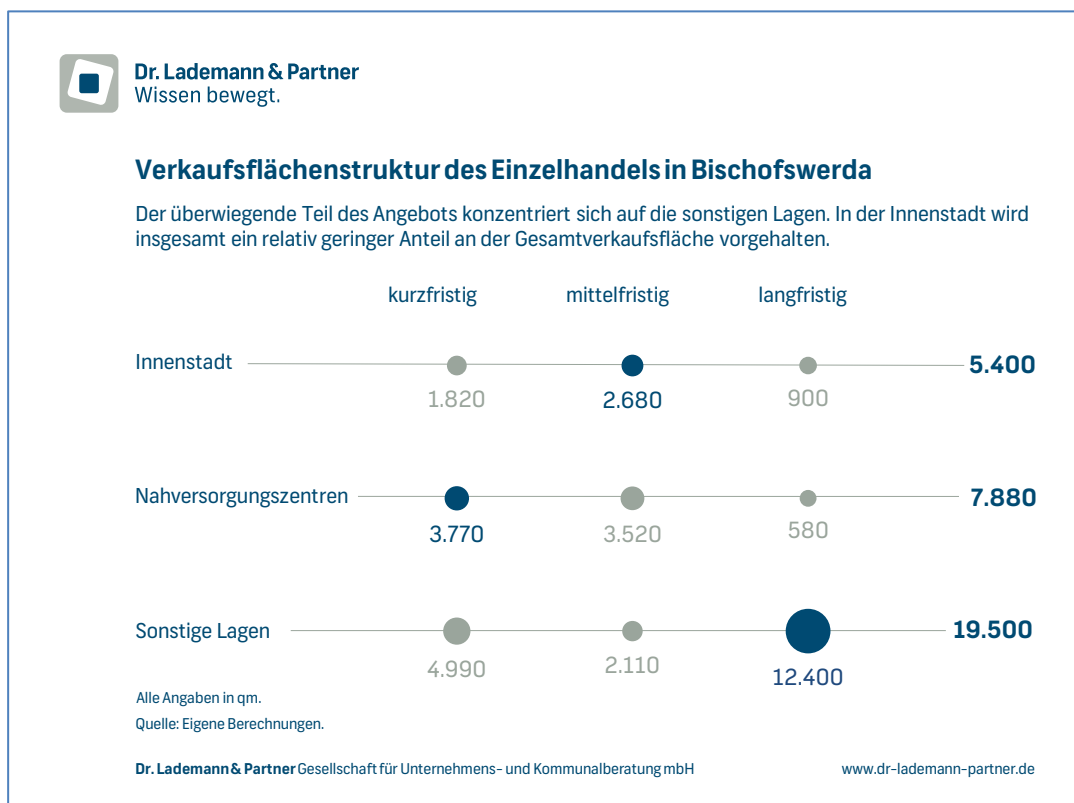 Dr. Lademann & Partner
Wissen bewegt.
Verkaufsflächenstruktur des Einzelhandels in Bischofswerda
Der überwiegende Teil des Angebots konzentriert sich auf die sonstigen Lagen. In der Innenstadt wird
insgesamt ein relativ geringer Anteil an der Gesamtverkaufsfläche vorgehalten.
kurzfristig mittelfristig langfristig
Innenstadt 5.400
1.820 2.680 900
Nahversorgungszentren 7.880
3.770 3.520 580
Sonstige Lagen 19.500
4.990 2.110 12.400
Alle Angaben in qm.
Quelle: Eigene Berechnungen.
Dr. Lademann & Partner Gesellschaft für Unternehmens- und Kommunalberatung mbH www.dr-lademann-partner.de